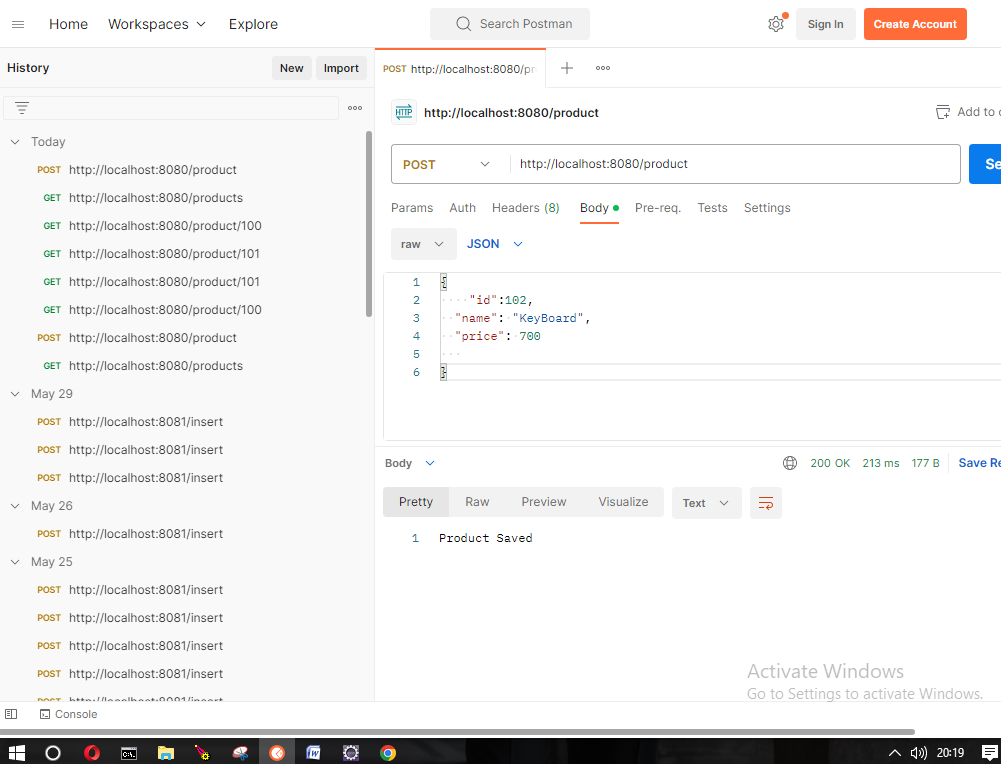 Home Workspaces Explore Search Postman Sign In Create Account
History New Import
Today
POST http://localhost:8080/product
GET http://localhost:8080/products
GET http://localhost:8080/product/100
GET http://localhost:8080/product/101
GET http://localhost:8080/product/101
GET http://localhost:8080/product/100
POST http://localhost:8080/product
GET http://localhost:8080/products
May 29
POST http://localhost:8081/insert
POST http://localhost:8081/insert
POST http://localhost:8081/insert
May 26
POST http://localhost:8081/insert
May 25
POST http://localhost:8081/insert
POST http://localhost:8081/insert
POST http://localhost:8081/insert
POST http://localhost:8081/insert
POST http://localhost:8081/insert
POST http://localhost:8080/pr
HTTP http://localhost:8080/product Add to c
POST http://localhost:8080/product Se
Params Auth Headers (8) Body Pre-req. Tests Settings
raw JSON
1 {
2 "id":102,
3 "name": "KeyBoard",
4 "price": 700
5
6 }
Body 200 OK 213 ms 177 B Save Re
Pretty Raw Preview Visualize Text
1 Product Saved
Activate Windows
Go to Settings to activate Windows.
Console
20:19